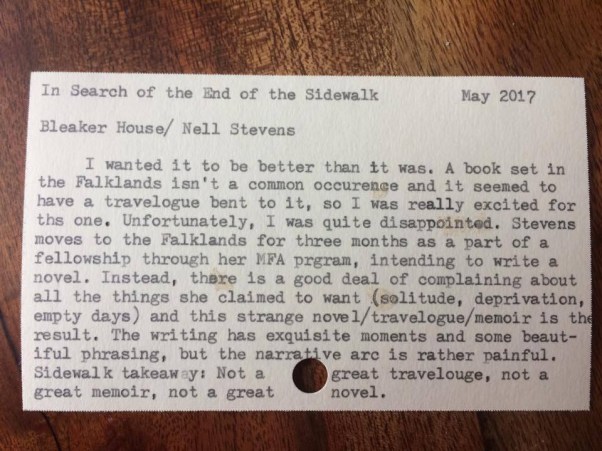 In Search of the End of the Sidewalk May 2017
Bleaker House/ Nell Stevens
I wanted it to be better than it was. A book set in
the Falklands isn't a common occurence and it seemed to
have a travelogue bent to it, so I was really excited for
ths one. Unfortunately, I was quite disappointed. Stevens
moves to the Falklands for three months as a part of a
fellowship through her MFA prgram, intending to write a
novel. Instead, there is a good deal of complaining about
all the things she claimed to want (solitude, deprivation,
empty days) and this strange novel/travelogue/memoir is the
result. The writing has exquisite moments and some beaut-
iful phrasing, but the narrative arc is rather painful.
Sidewalk takeaway: Not a great travelouge, not a
great memoir, not a great novel.